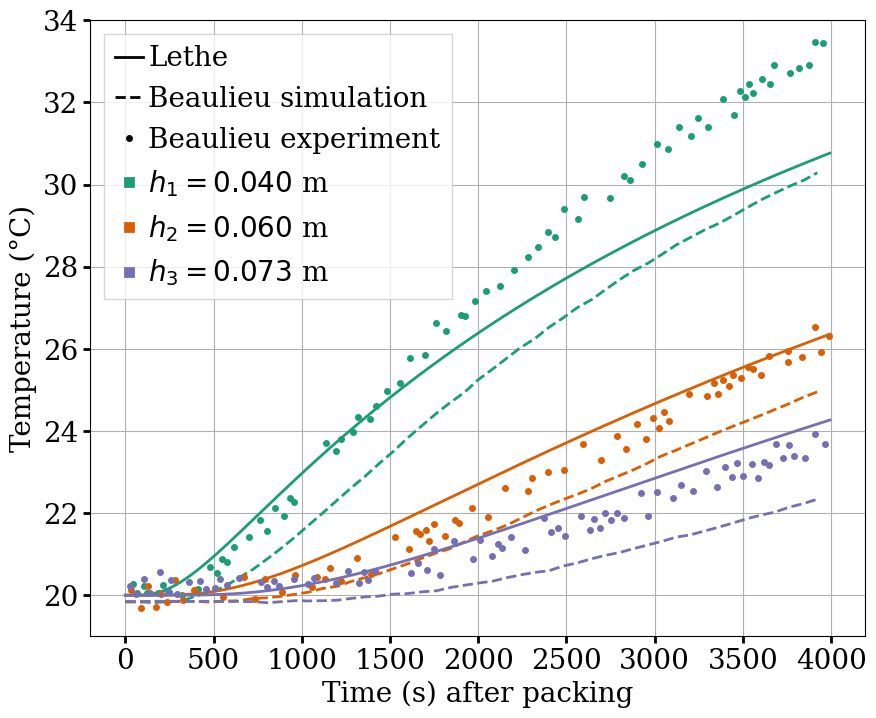 34
32
30
28
26
24
22
20
Temperature (°C)
Lethe
Beaulieu simulation
Beaulieu experiment
h₁ = 0.040 m
h₂ = 0.060 m
h₃ = 0.073 m
0 500 1000 1500 2000 2500 3000 3500 4000
Time (s) after packing